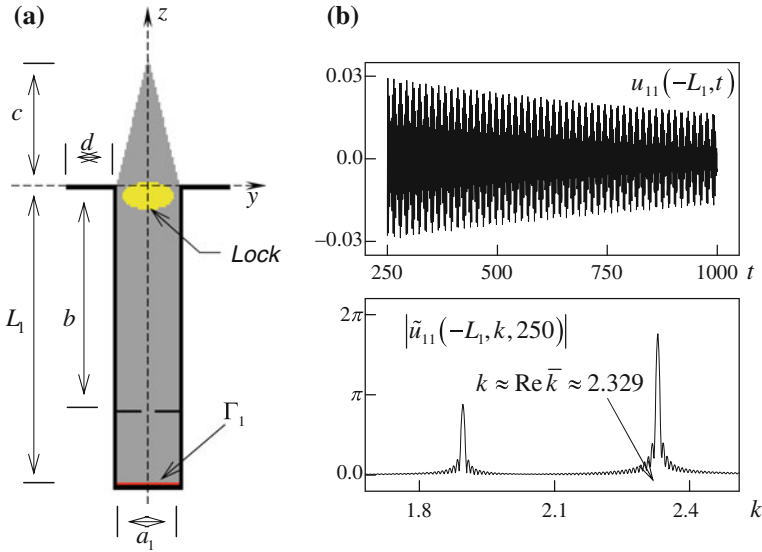 (a)
z
c
d
y
Lock
L₁
b
Γ₁
a₁
(b)
0.03
u₁₁(−L₁,t)
0.0
−0.03
250 500 750 1000 t
2π
|ũ₁₁(−L₁,k,250)|
k ≈ Re k̄ ≈ 2.329
π
0.0
1.8 2.1 2.4 k